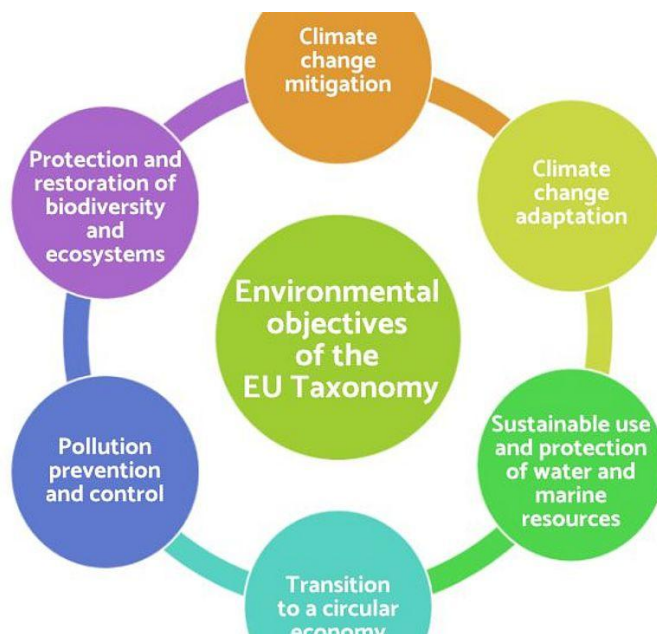 Climate
change
mitigation
Climate
change
adaptation
Sustainable use
and protection
of water and
marine
resources
Transition
to a circular
economy
Pollution
prevention
and control
Protection and
restoration of
biodiversity
and
ecosystems
Environmental
objectives
of the
EU Taxonomy